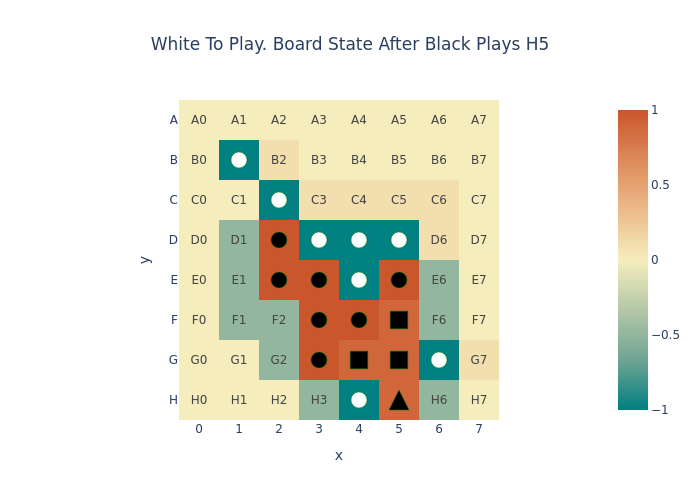 White To Play. Board State After Black Plays H5
A A0 A1 A2 A3 A4 A5 A6 A7
B B0 B2 B3 B4 B5 B6 B7
C C0 C1 C3 C4 C5 C6 C7
D D0 D1 D6 D7
E E0 E1 E6 E7
F F0 F1 F2 F6 F7
G G0 G1 G2 G7
H H0 H1 H2 H3 H6 H7
0 1 2 3 4 5 6 7
x
y
1
0.5
0
−0.5
−1